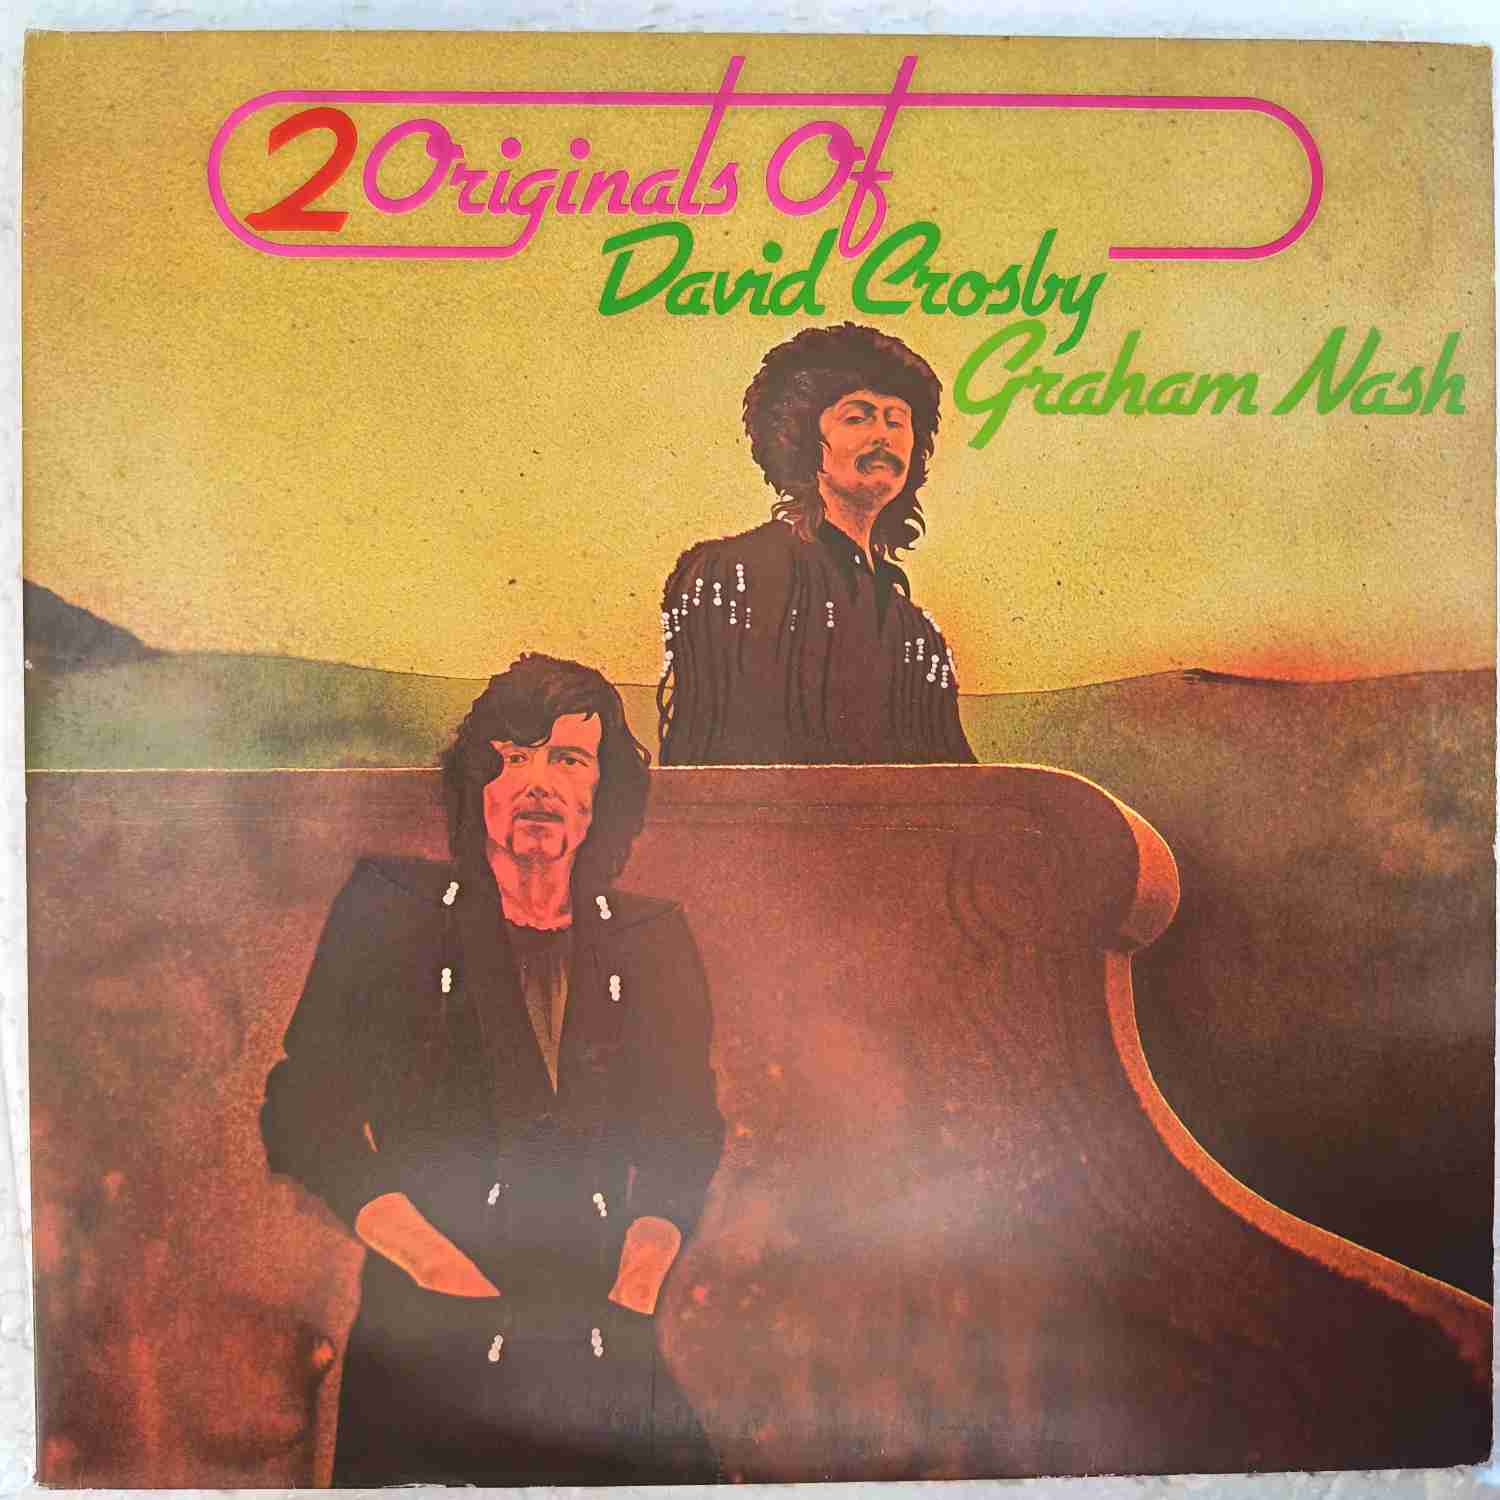 2 Originals Of
David Crosby
Graham Nash